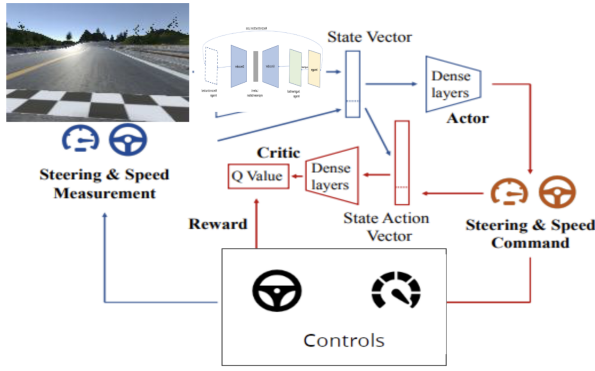 State Vector
Dense
layers
Actor
Steering & Speed
Measurement
Critic
Q Value
Dense
layers
Reward
State Action
Vector
Steering & Speed
Command
Controls